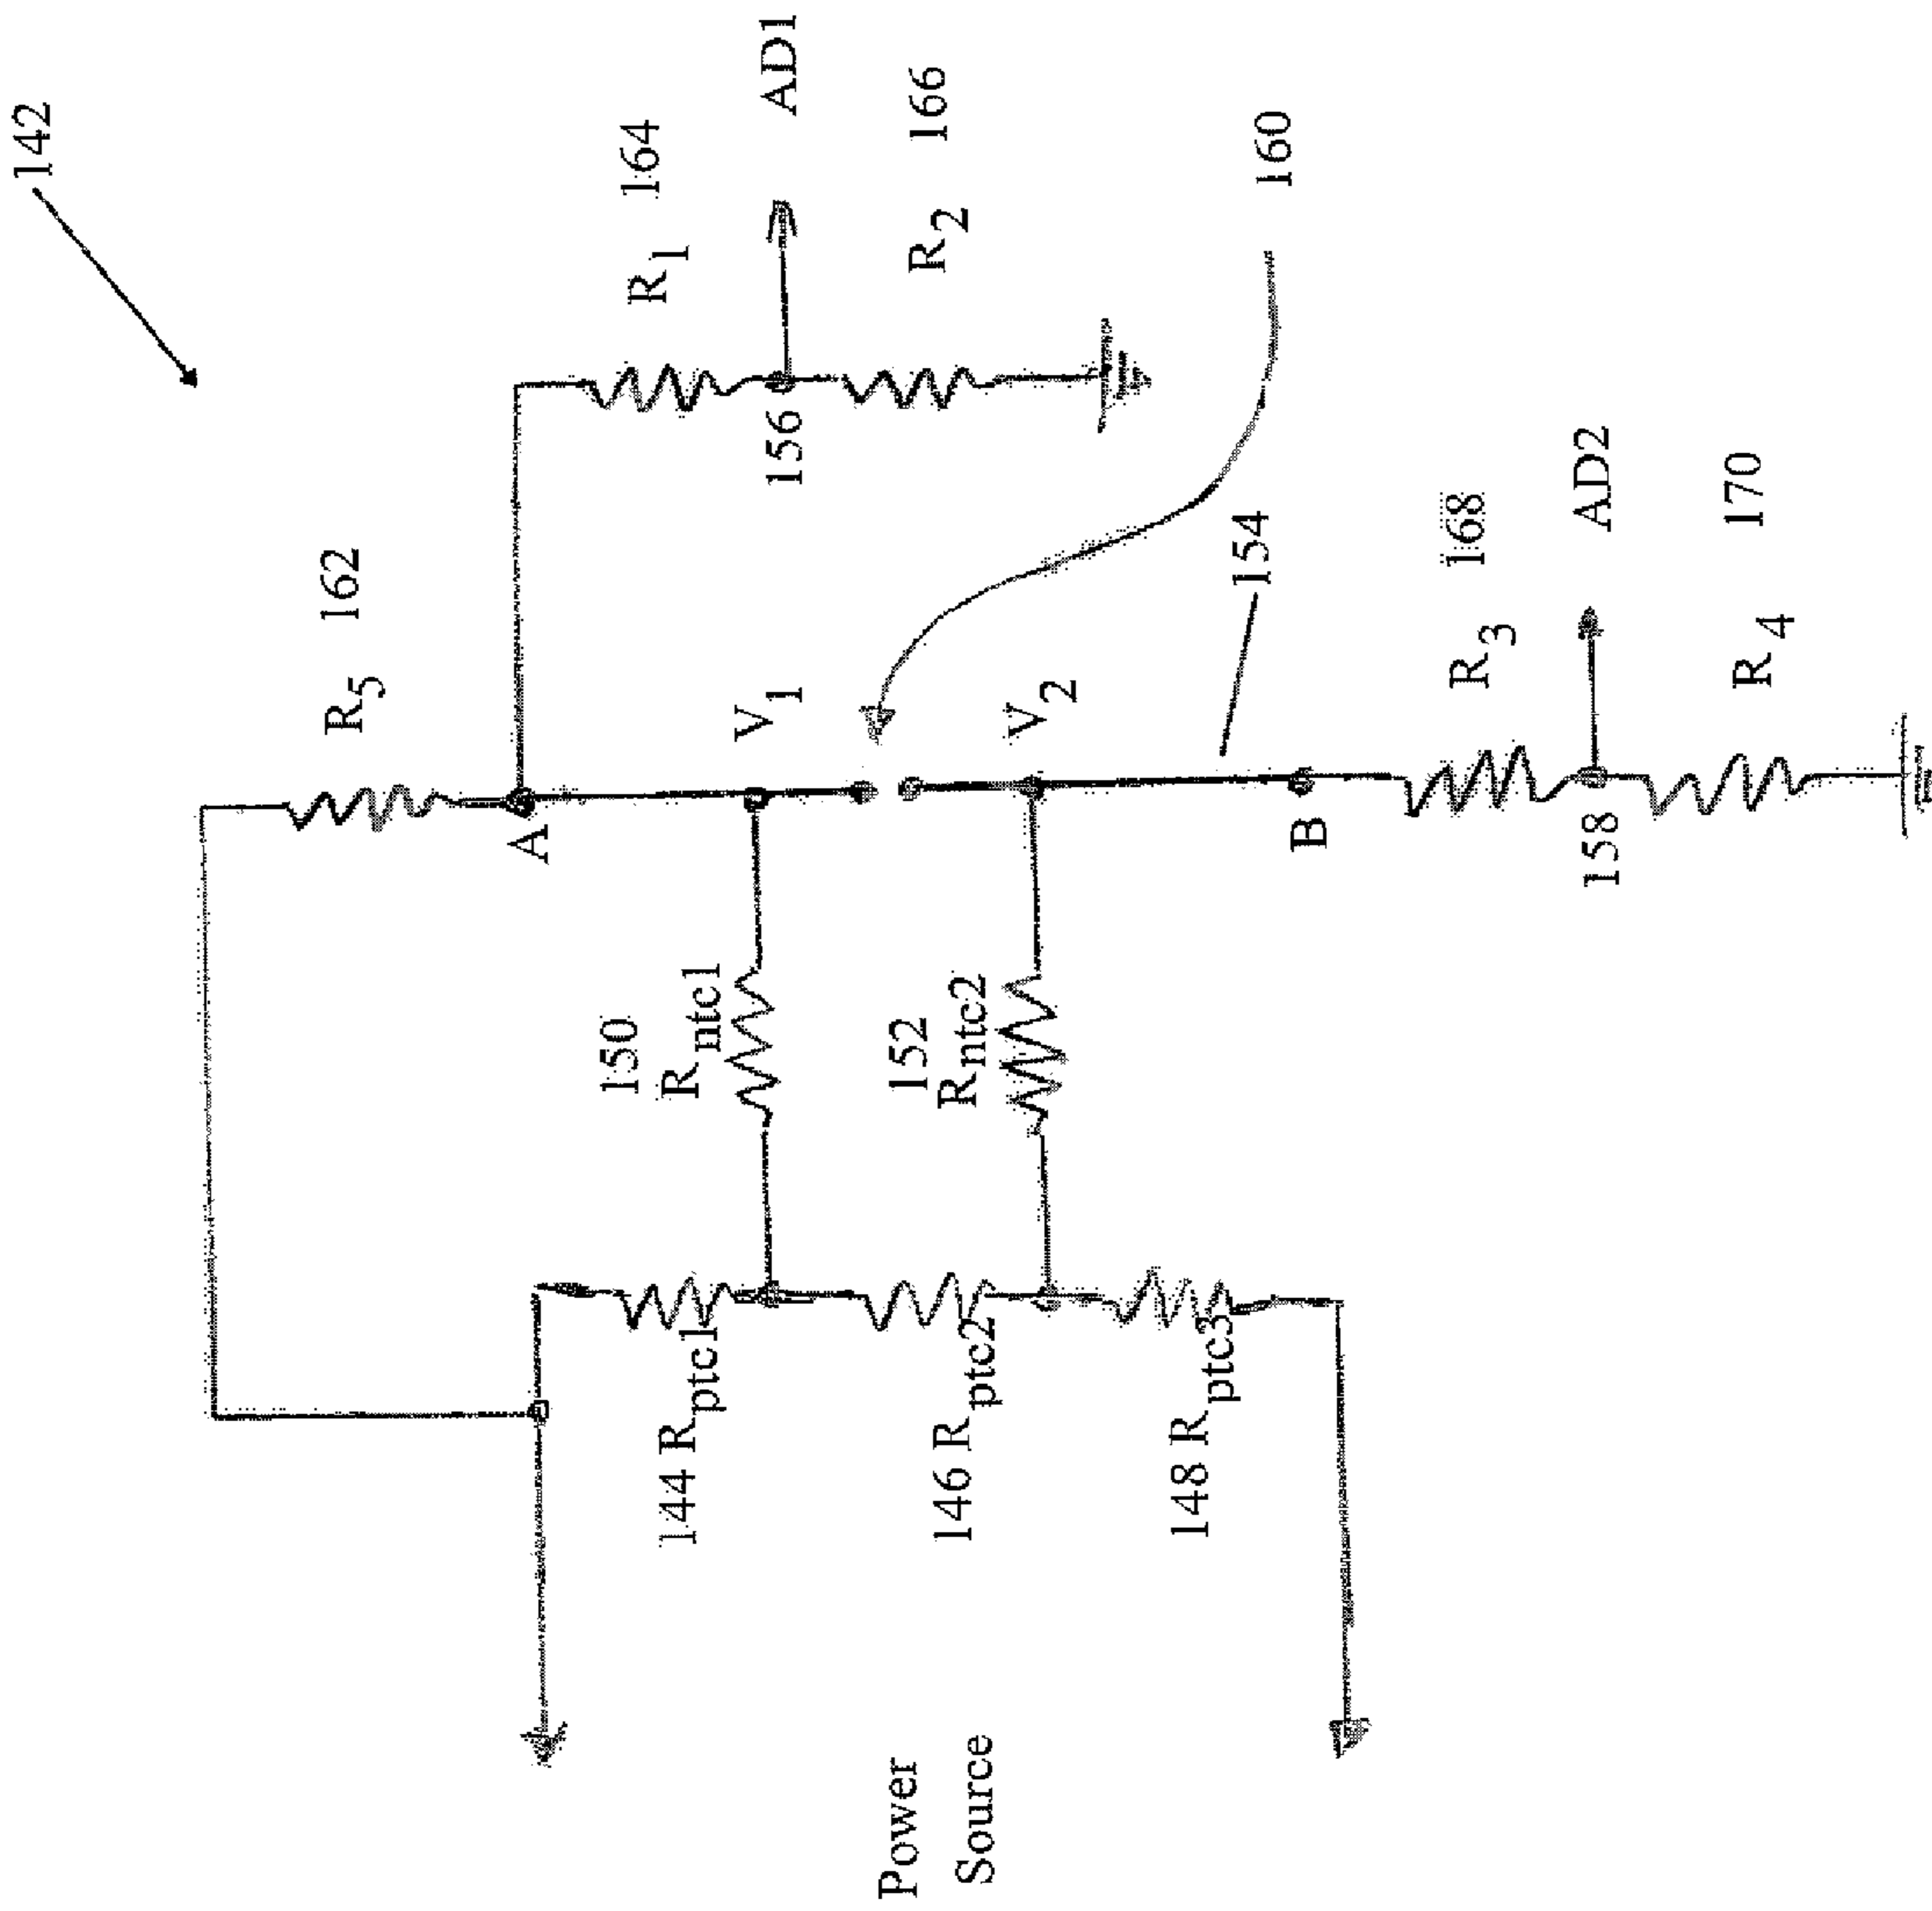 142
R5 162
R1 164
AD1
156
R2 166
A
V1
160
150
Rntc1
144 Rptc1
152
Rntc2
V2
146 Rptc2
154
148 Rptc3
B
R3 168
AD2
158
R4 170
Power
Source